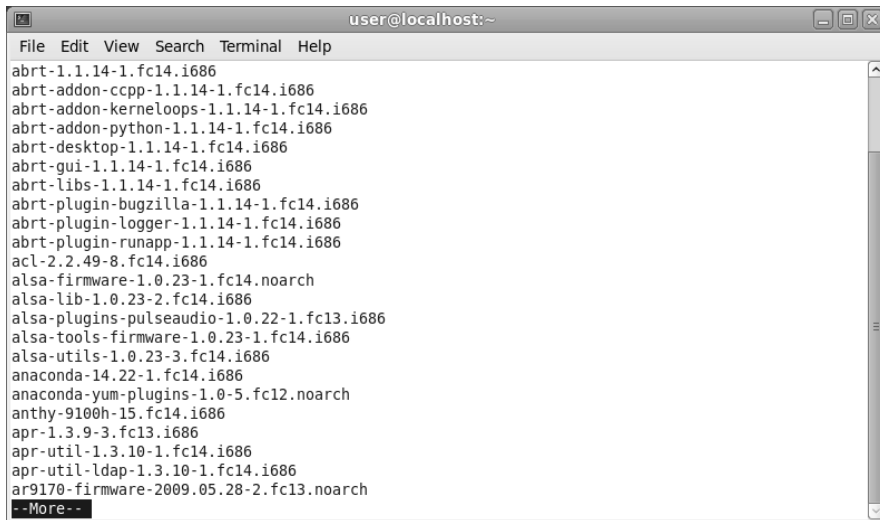 user@localhost:~
File Edit View Search Terminal Help
abrt-1.1.14-1.fc14.i686
abrt-addon-ccpp-1.1.14-1.fc14.i686
abrt-addon-kerneloops-1.1.14-1.fc14.i686
abrt-addon-python-1.1.14-1.fc14.i686
abrt-desktop-1.1.14-1.fc14.i686
abrt-gui-1.1.14-1.fc14.i686
abrt-libs-1.1.14-1.fc14.i686
abrt-plugin-bugzilla-1.1.14-1.fc14.i686
abrt-plugin-logger-1.1.14-1.fc14.i686
abrt-plugin-runapp-1.1.14-1.fc14.i686
acl-2.2.49-8.fc14.i686
alsa-firmware-1.0.23-1.fc14.noarch
alsa-lib-1.0.23-2.fc14.i686
alsa-plugins-pulseaudio-1.0.22-1.fc13.i686
alsa-tools-firmware-1.0.23-1.fc14.i686
alsa-utils-1.0.23-3.fc14.i686
anaconda-14.22-1.fc14.i686
anaconda-yum-plugins-1.0-5.fc12.noarch
anthy-9100h-15.fc14.i686
apr-1.3.9-3.fc13.i686
apr-util-1.3.10-1.fc14.i686
apr-util-ldap-1.3.10-1.fc14.i686
ar9170-firmware-2009.05.28-2.fc13.noarch
--More--